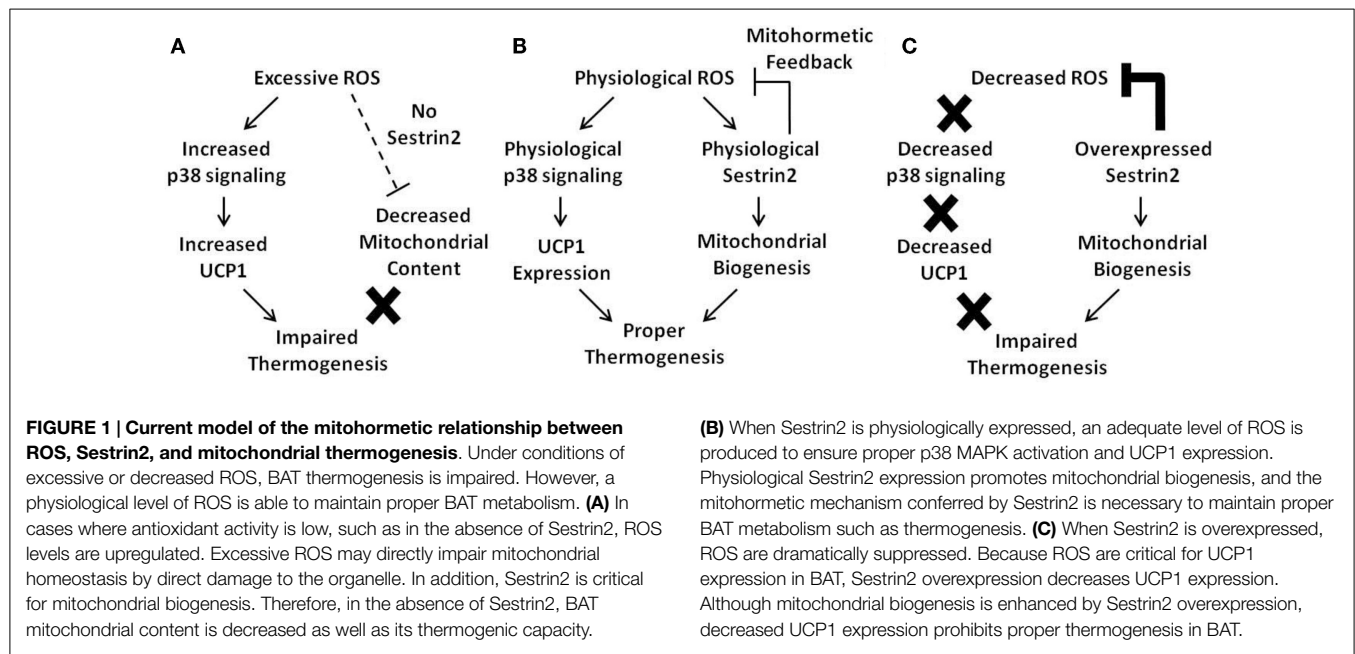 A
Excessive ROS
No
Sestrin2
Increased
p38 signaling
Decreased
Mitochondrial
Content
Increased
UCP1
Impaired
Thermogenesis
B
Mitohormetic
Feedback
Physiological ROS
Physiological
p38 signaling
Physiological
Sestrin2
UCP1
Expression
Mitochondrial
Biogenesis
Proper
Thermogenesis
C
Decreased ROS
Decreased
p38 signaling
Overexpressed
Sestrin2
Decreased
UCP1
Mitochondrial
Biogenesis
Impaired
Thermogenesis
FIGURE 1 | Current model of the mitohormetic relationship between
ROS, Sestrin2, and mitochondrial thermogenesis. Under conditions of
excessive or decreased ROS, BAT thermogenesis is impaired. However, a
physiological level of ROS is able to maintain proper BAT metabolism. (A) In
cases where antioxidant activity is low, such as in the absence of Sestrin2, ROS
levels are upregulated. Excessive ROS may directly impair mitochondrial
homeostasis by direct damage to the organelle. In addition, Sestrin2 is critical
for mitochondrial biogenesis. Therefore, in the absence of Sestrin2, BAT
mitochondrial content is decreased as well as its thermogenic capacity.
(B) When Sestrin2 is physiologically expressed, an adequate level of ROS is
produced to ensure proper p38 MAPK activation and UCP1 expression.
Physiological Sestrin2 expression promotes mitochondrial biogenesis, and the
mitohormetic mechanism conferred by Sestrin2 is necessary to maintain proper
BAT metabolism such as thermogenesis. (C) When Sestrin2 is overexpressed,
ROS are dramatically suppressed. Because ROS are critical for UCP1
expression in BAT, Sestrin2 overexpression decreases UCP1 expression.
Although mitochondrial biogenesis is enhanced by Sestrin2 overexpression,
decreased UCP1 expression prohibits proper thermogenesis in BAT.